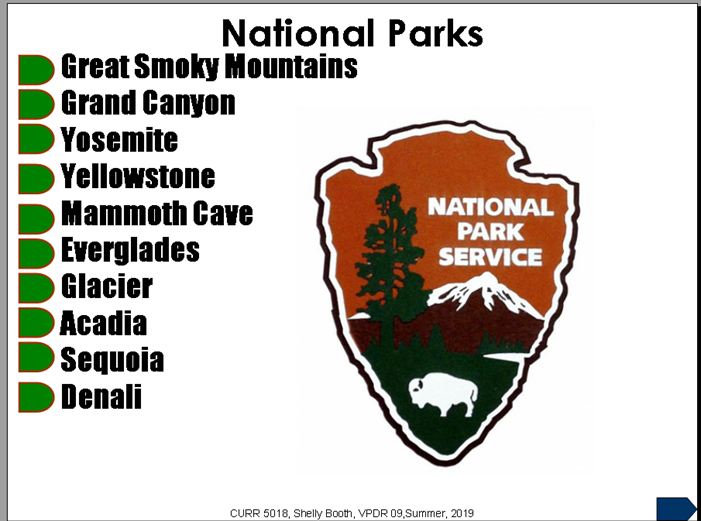 National Parks
Great Smoky Mountains
Grand Canyon
Yosemite
Yellowstone
Mammoth Cave
Everglades
Glacier
Acadia
Sequoia
Denali
NATIONAL
PARK
SERVICE
CURR 5018, Shelly Booth, VPDR 09,Summer, 2019